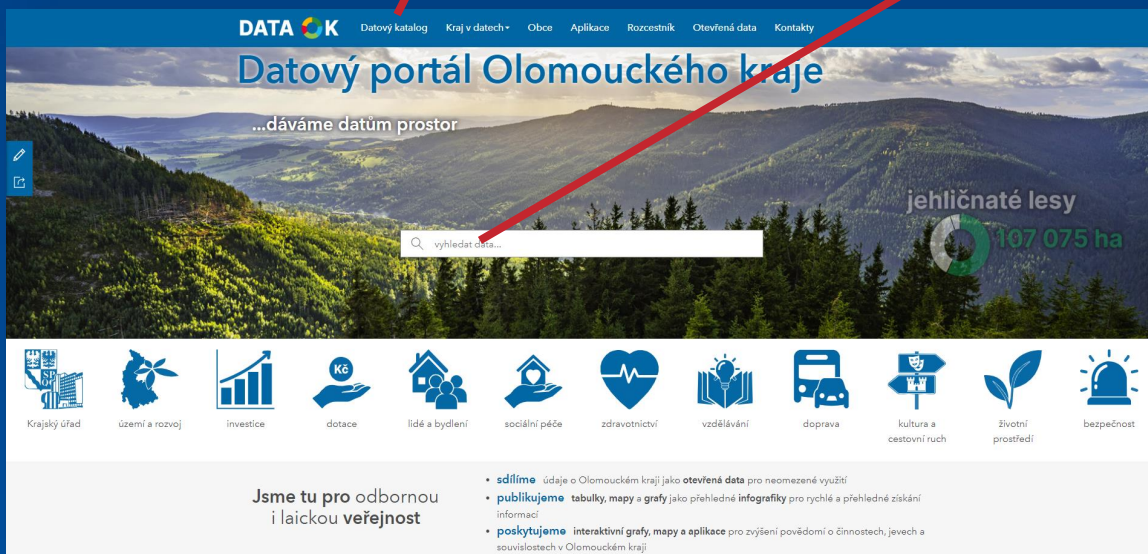 DATA OK
Datový katalog Kraj v datech Obce Aplikace Rozcestník Otevřená data Kontakty
Datový portál Olomouckého kraje
...dáváme datům prostor
jehličnaté lesy
107 075 ha
vyhledat data...
Kč
Krajský úřad
území a rozvoj
investice
dotace
lidé a bydlení
sociální péče
zdravotnictví
vzdělávání
doprava
kultura a
cestovní ruch
životní
prostředí
bezpečnost
Jsme tu pro odbornou
i laickou veřejnost
• sdílíme údaje o Olomouckém kraji jako otevřená data pro neomezené využití
• publikujeme tabulky, mapy a grafy jako přehledné infografiky pro rychlé a přehledné získání
informací
• poskytujeme interaktivní grafy, mapy a aplikace pro zvýšení povědomí o činnostech, jevech a
souvislostech v Olomouckém kraji